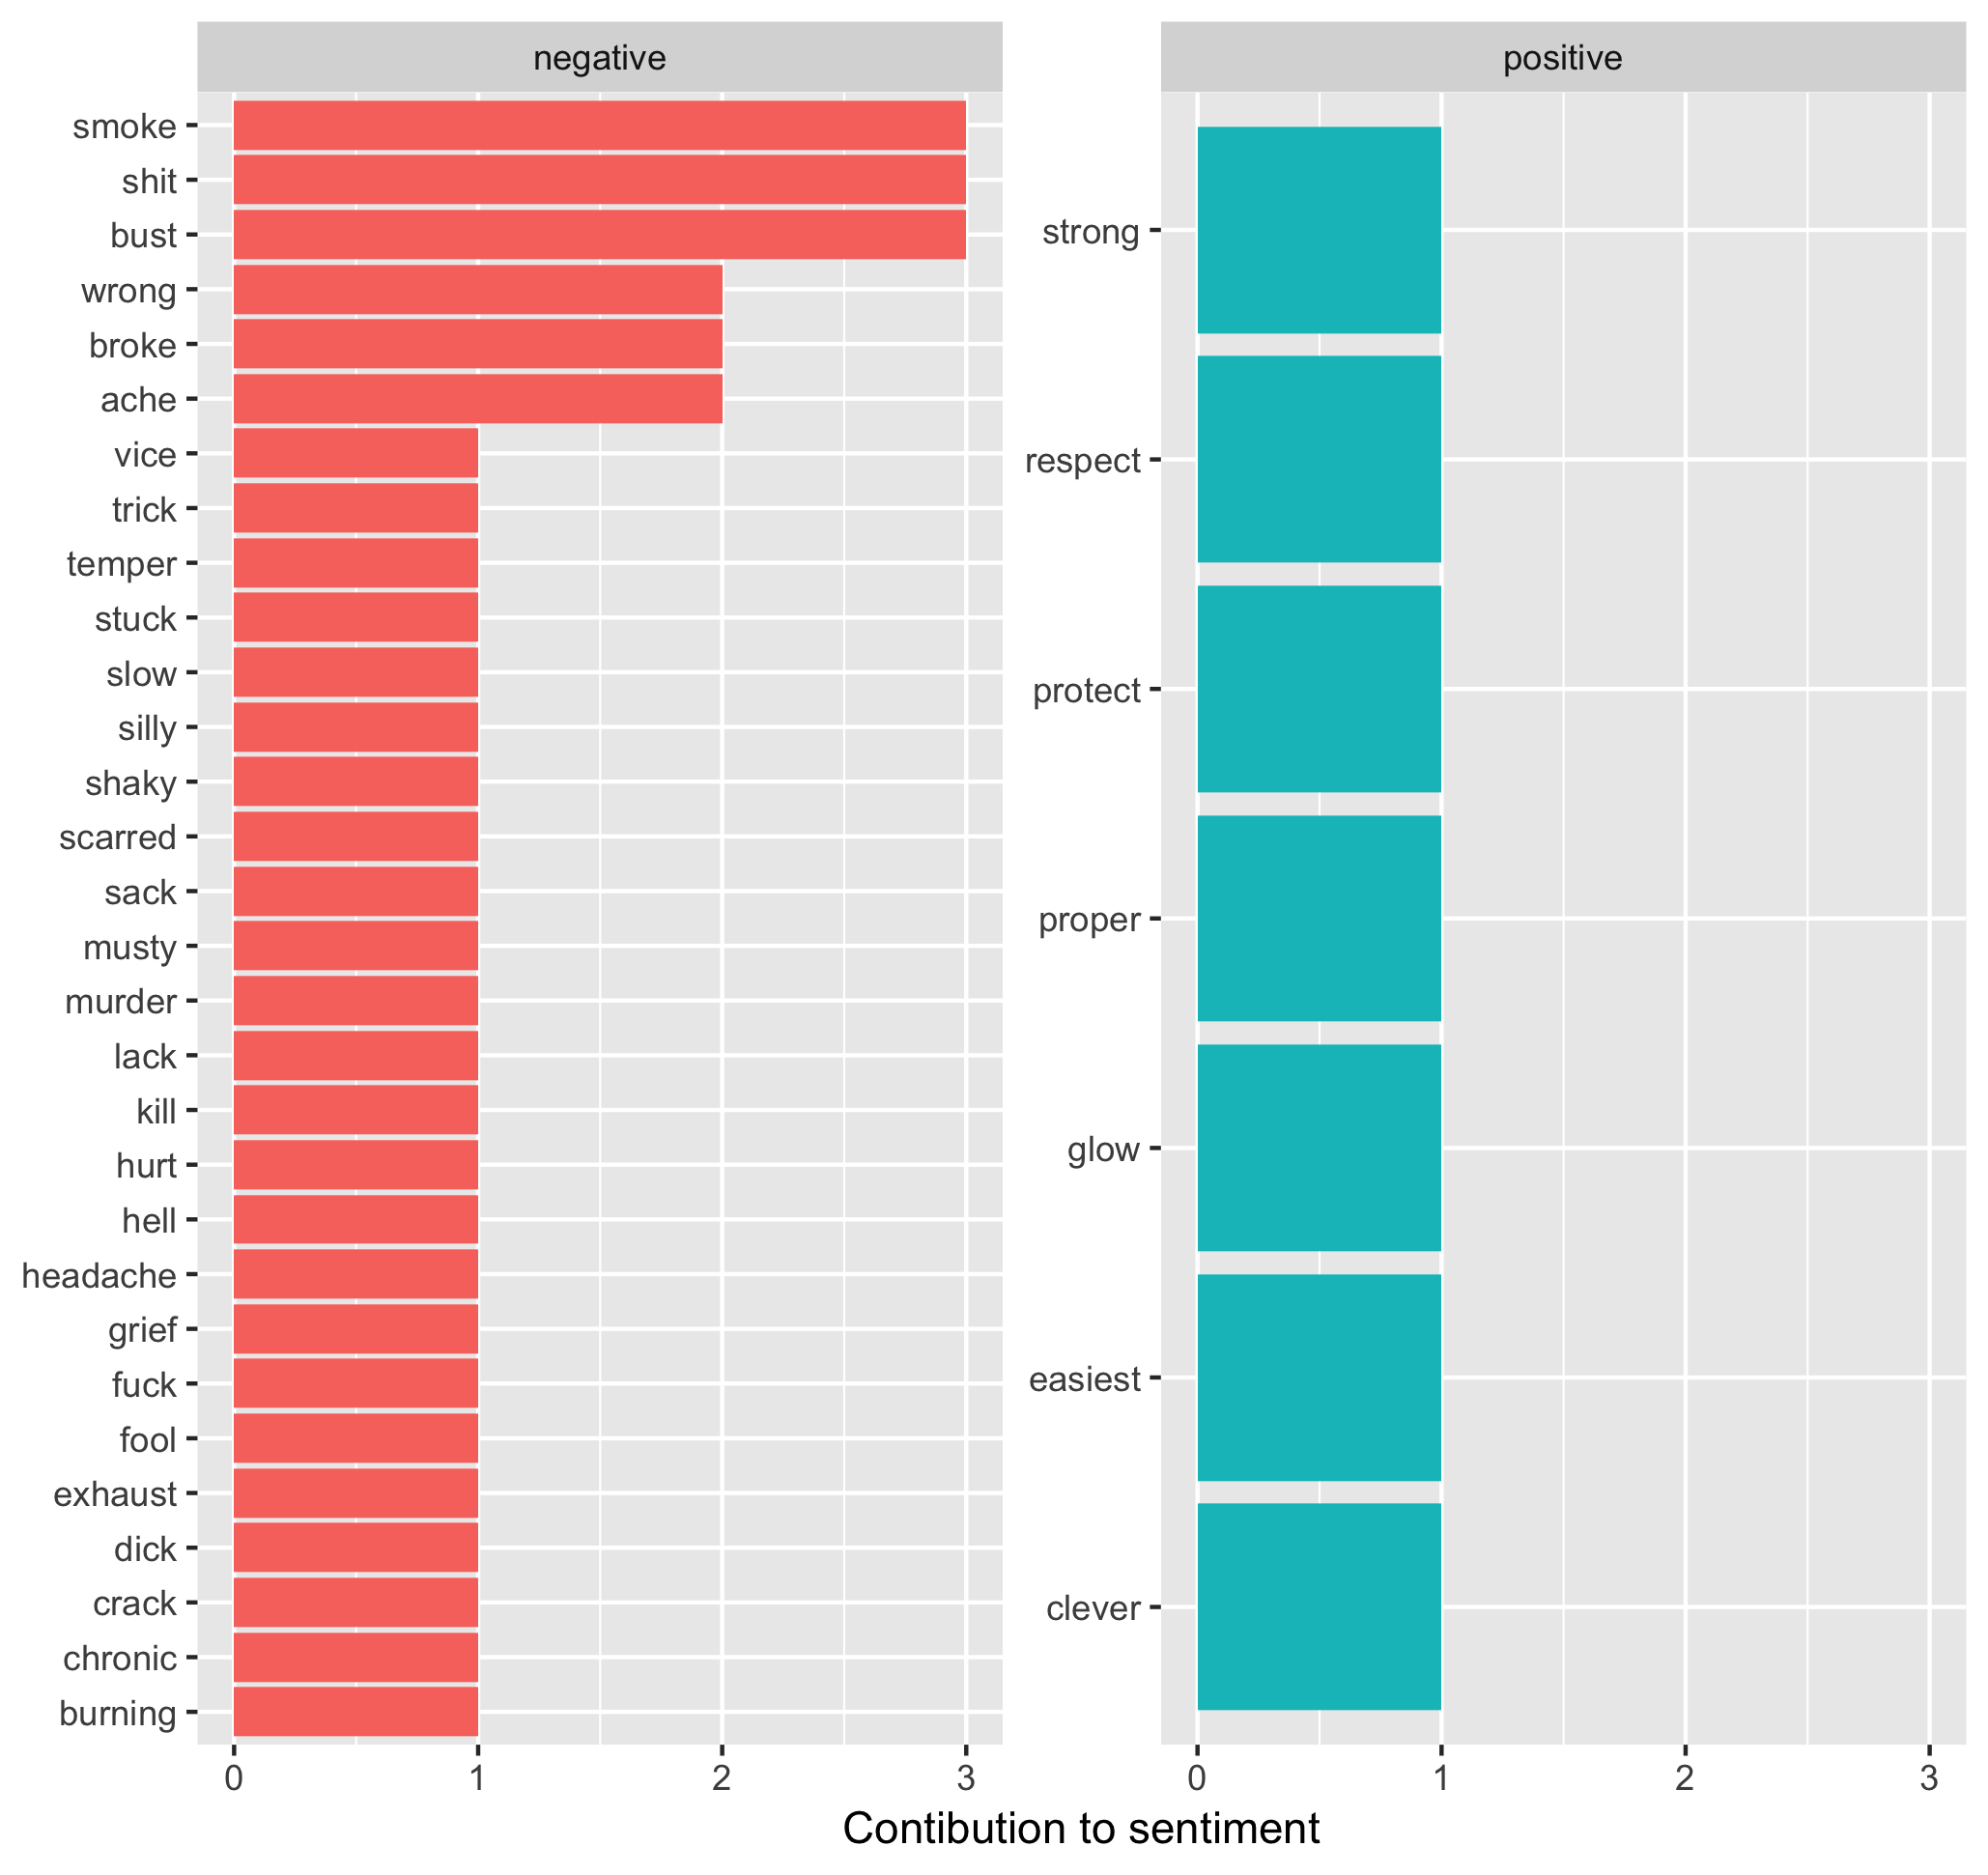 negative
smoke
shit
bust
wrong
broke
ache
vice
trick
temper
stuck
slow
silly
shaky
scarred
sack
musty
murder
lack
kill
hurt
hell
headache
grief
fuck
fool
exhaust
dick
crack
chronic
burning
0 1 2 3
positive
strong
respect
protect
proper
glow
easiest
clever
0 1 2 3
Contibution to sentiment